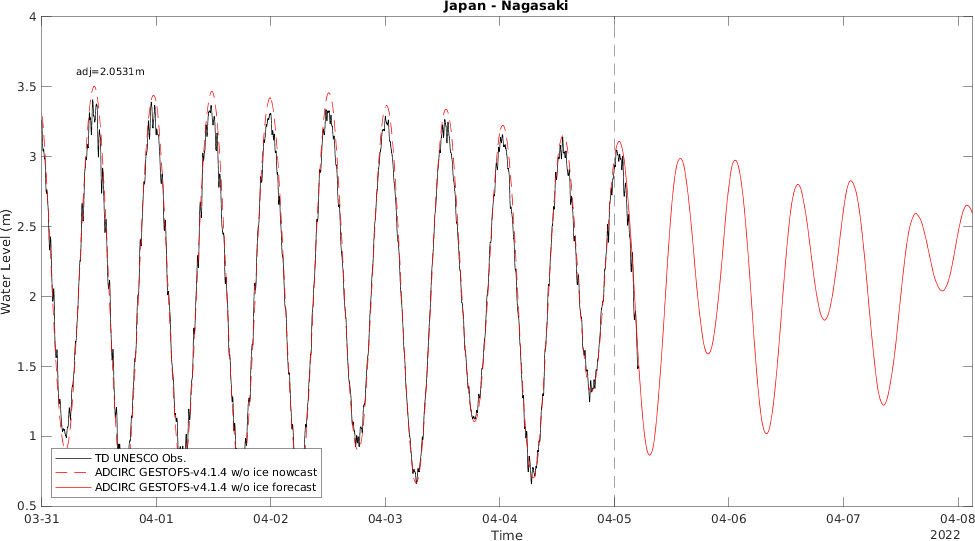 Japan - Nagasaki
4
adj=2.0531m
3.5
3
2.5
Water Level (m)
2
1.5
1
0.5
TD UNESCO Obs.
ADCIRC GESTOFS-v4.1.4 w/o ice nowcast
ADCIRC GESTOFS-v4.1.4 w/o ice forecast
03-31 04-01 04-02 04-03 04-04 04-05 04-06 04-07 04-08
Time
2022